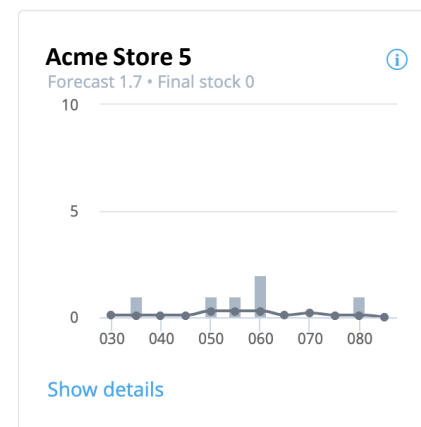 Acme Store 5
i
Forecast 1.7 • Final stock 0
10
5
0
030 040 050 060 070 080
Show details